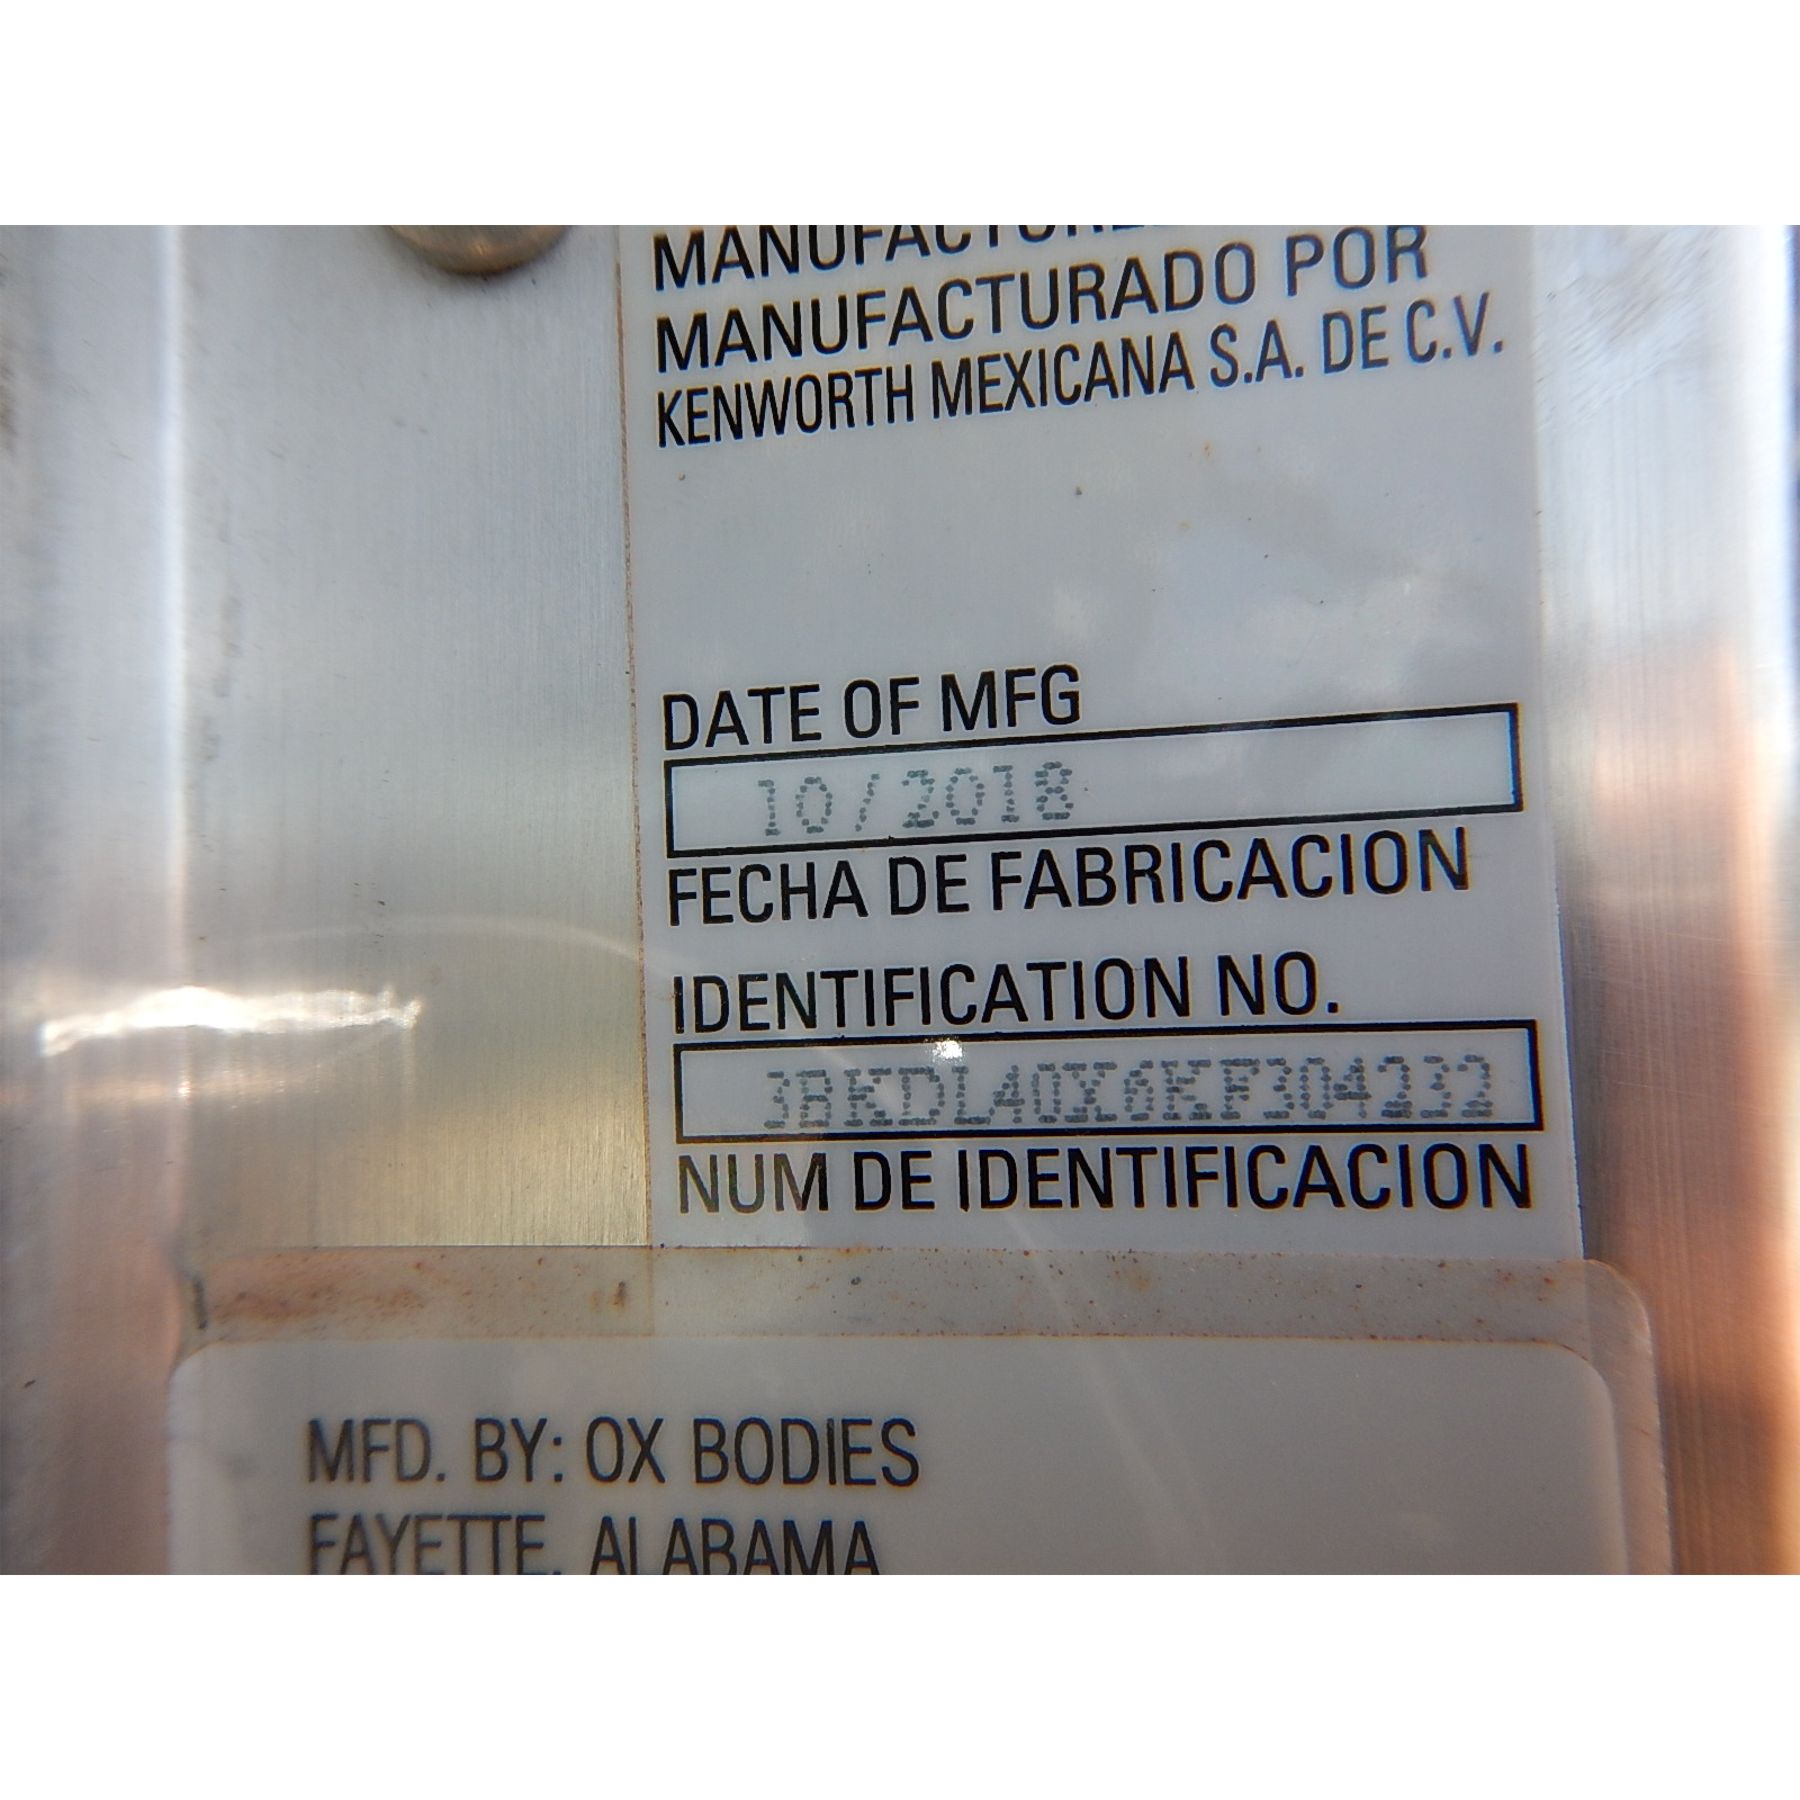 MANUFACTURE
MANUFACTURADO POR
KENWORTH MEXICANA S.A. DE C.V.
DATE OF MFG
10/2018
FECHA DE FABRICACION
IDENTIFICATION NO.
3BKDL40X6KF304232
NUM DE IDENTIFICACION
MFD. BY: OX BODIES
FAYETTE, ALABAMA